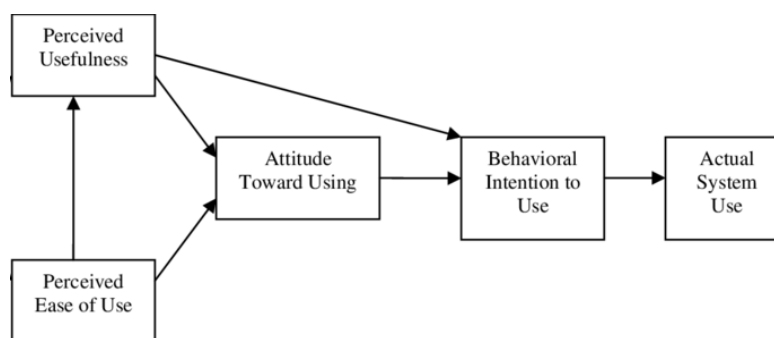 Perceived
Usefulness
Attitude
Toward Using
Behavioral
Intention to
Use
Actual
System
Use
Perceived
Ease of Use